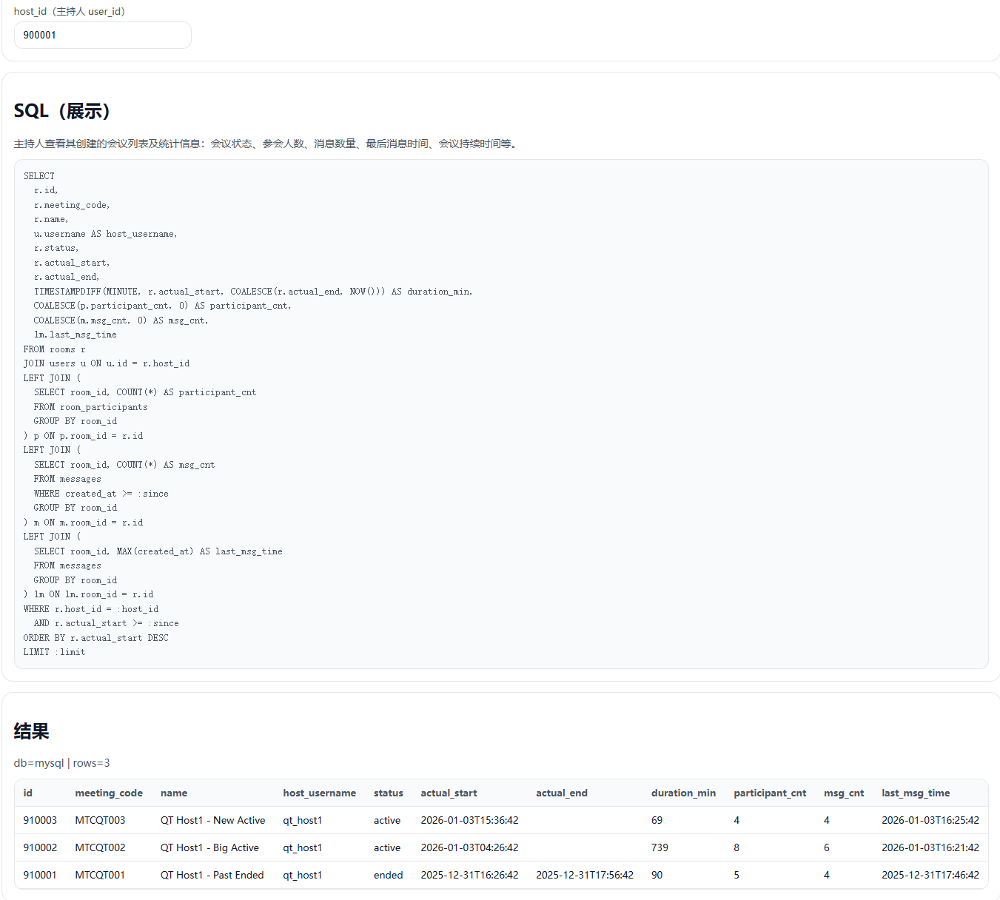 host_id（主持人 user_id）
900001
SQL（展示）
主持人查看其创建的会议列表及统计信息：会议状态、参会人数、消息数量、最后消息时间、会议持续时间等。
SELECT
  r.id,
  r.meeting_code,
  r.name,
  u.username AS host_username,
  r.status,
  r.actual_start,
  r.actual_end,
  TIMESTAMPDIFF(MINUTE, r.actual_start, COALESCE(r.actual_end, NOW())) AS duration_min,
  COALESCE(p.participant_cnt, 0) AS participant_cnt,
  COALESCE(m.msg_cnt, 0) AS msg_cnt,
  lm.last_msg_time
FROM rooms r
JOIN users u ON u.id = r.host_id
LEFT JOIN (
  SELECT room_id, COUNT(*) AS participant_cnt
  FROM room_participants
  GROUP BY room_id
) p ON p.room_id = r.id
LEFT JOIN (
  SELECT room_id, COUNT(*) AS msg_cnt
  FROM messages
  WHERE created_at >= :since
  GROUP BY room_id
) m ON m.room_id = r.id
LEFT JOIN (
  SELECT room_id, MAX(created_at) AS last_msg_time
  FROM messages
  GROUP BY room_id
) lm ON lm.room_id = r.id
WHERE r.host_id = :host_id
  AND r.actual_start >= :since
ORDER BY r.actual_start DESC
LIMIT :limit
结果
db=mysql | rows=3
id meeting_code name host_username status actual_start actual_end duration_min participant_cnt msg_cnt last_msg_time
910003 MTCQT003 QT Host1 - New Active qt_host1 active 2026-01-03T15:36:42 69 4 4 2026-01-03T16:25:42
910002 MTCQT002 QT Host1 - Big Active qt_host1 active 2026-01-03T04:26:42 739 8 6 2026-01-03T16:21:42
910001 MTCQT001 QT Host1 - Past Ended qt_host1 ended 2025-12-31T16:26:42 2025-12-31T17:56:42 90 5 4 2025-12-31T17:46:42